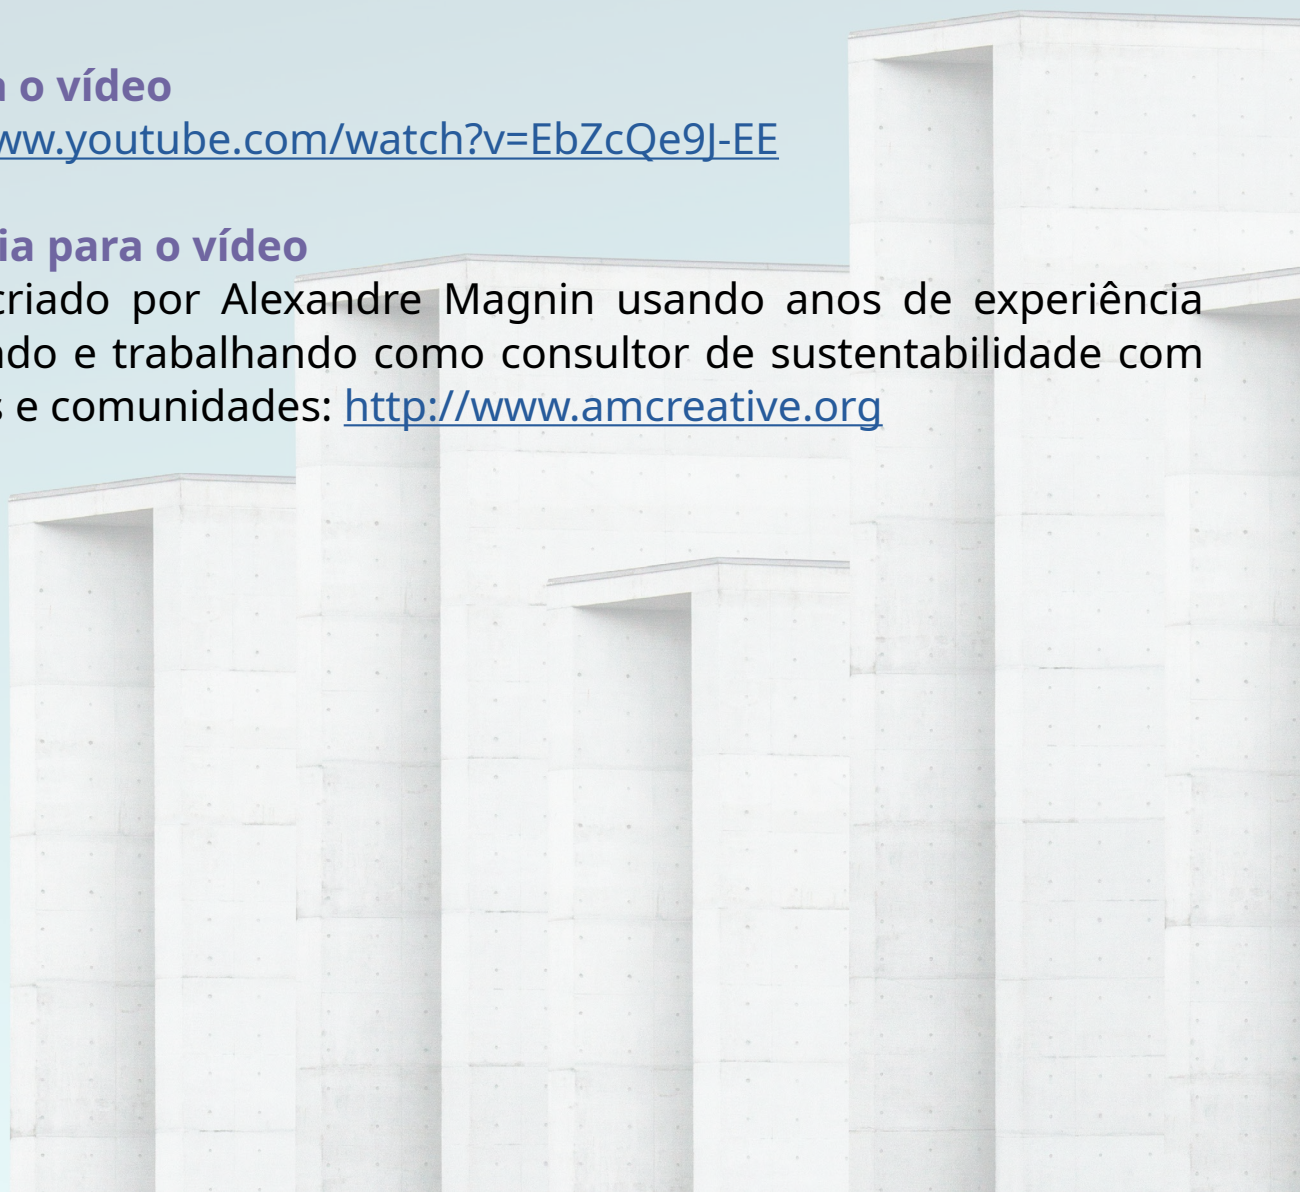 o vídeo
ww.youtube.com/watch?v=EbZcQe9J-EE
ia para o vídeo
criado por Alexandre Magnin usando anos de experiência
ndo e trabalhando como consultor de sustentabilidade com
s e comunidades: http://www.amcreative.org